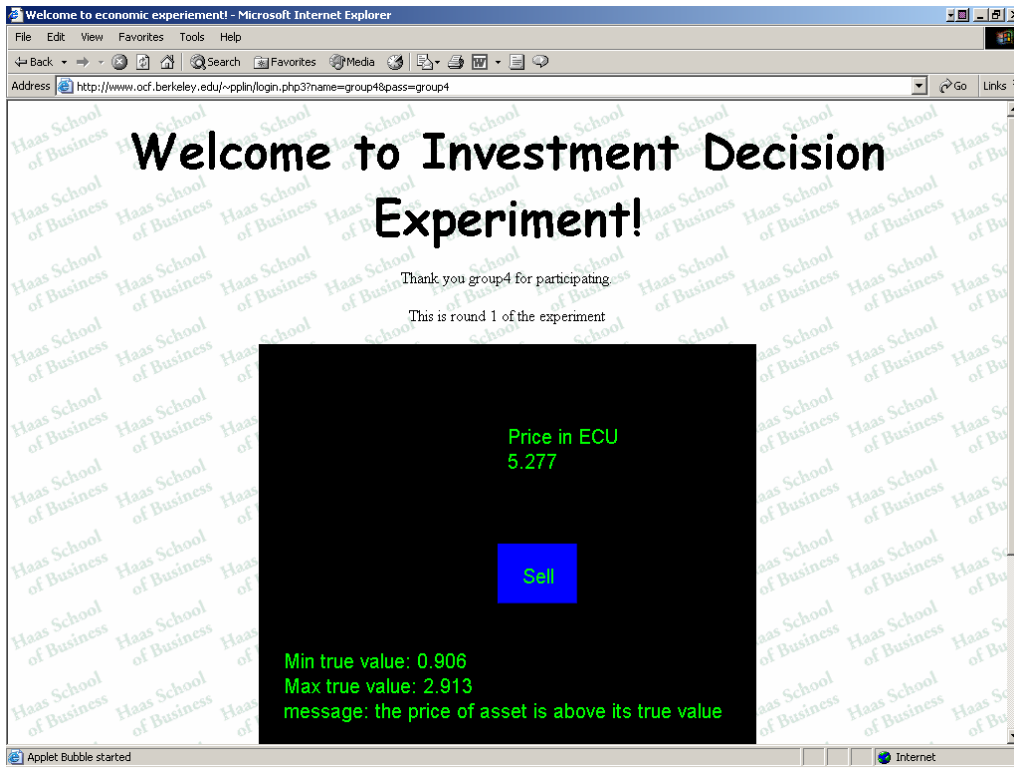 Welcome to economic experiement! - Microsoft Internet Explorer
File Edit View Favorites Tools Help
Back Search Favorites Media
Address http://www.ocf.berkeley.edu/~pplin/login.php3?name=group4&pass=group4 Go Links
Haas School of Business
Welcome to Investment Decision
Experiment!
Thank you group4 for participating.
This is round 1 of the experiment
Price in ECU
5.277
Sell
Min true value: 0.906
Max true value: 2.913
message: the price of asset is above its true value
Applet Bubble started Internet